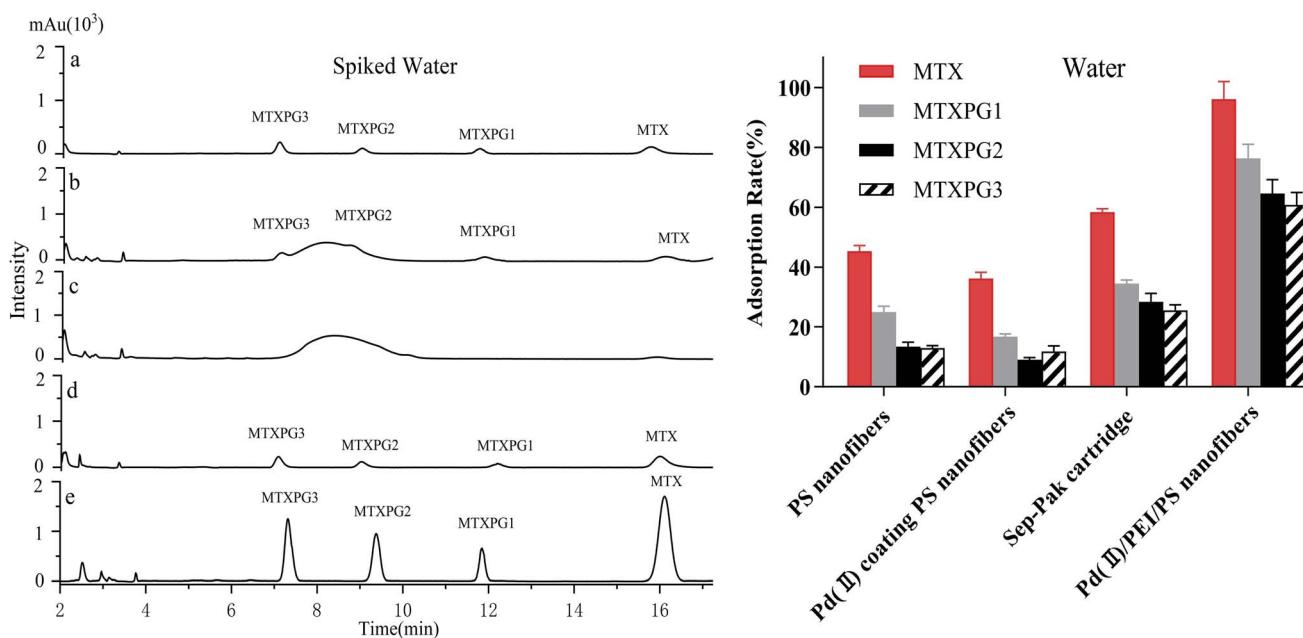 mAu(10³)
Spiked Water
Intensity
a
2
1
0
MTXPG3
MTXPG2
MTXPG1
MTX
b
2
1
0
MTXPG3
MTXPG2
MTXPG1
MTX
c
2
1
0
d
2
1
0
MTXPG3
MTXPG2
MTXPG1
MTX
e
2
1
0
MTXPG3
MTXPG2
MTXPG1
MTX
2 4 6 8 10 12 14 16
Time(min)
Water
MTX
MTXPG1
MTXPG2
MTXPG3
Adsorption Rate(%)
100
80
60
40
20
0
PS nanofibers
Pd(Ⅱ) coating PS nanofibers
Sep-Pak cartridge
Pd(Ⅱ)/PEI/PS nanofibers